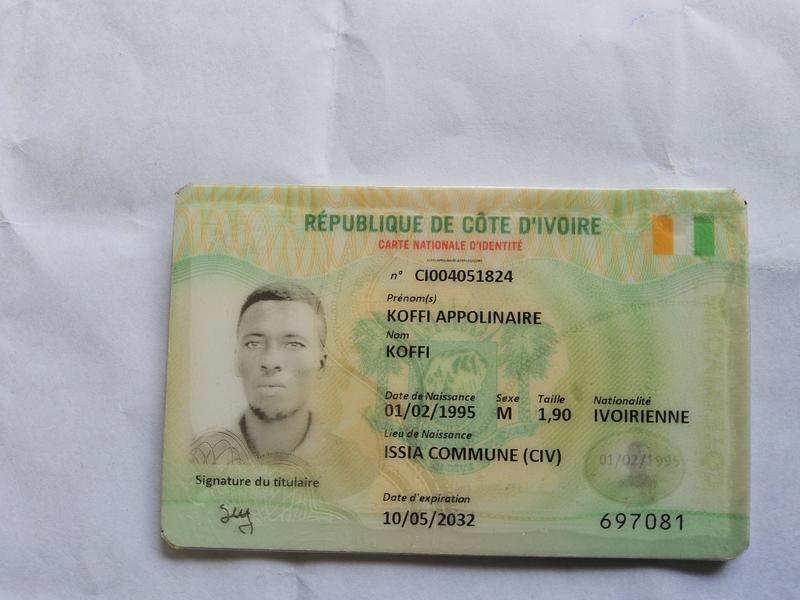 RÉPUBLIQUE DE CÔTE D'IVOIRE
CARTE NATIONALE D'IDENTITÉ
n° CI004051824
Prénom(s)
KOFFI APPOLINAIRE
Nom
KOFFI
Date de Naissance Sexe Taille Nationalité
01/02/1995 M 1,90 IVOIRIENNE
Lieu de Naissance
ISSIA COMMUNE (CIV)
01/02/1995
Signature du titulaire
Date d'expiration
10/05/2032
697081